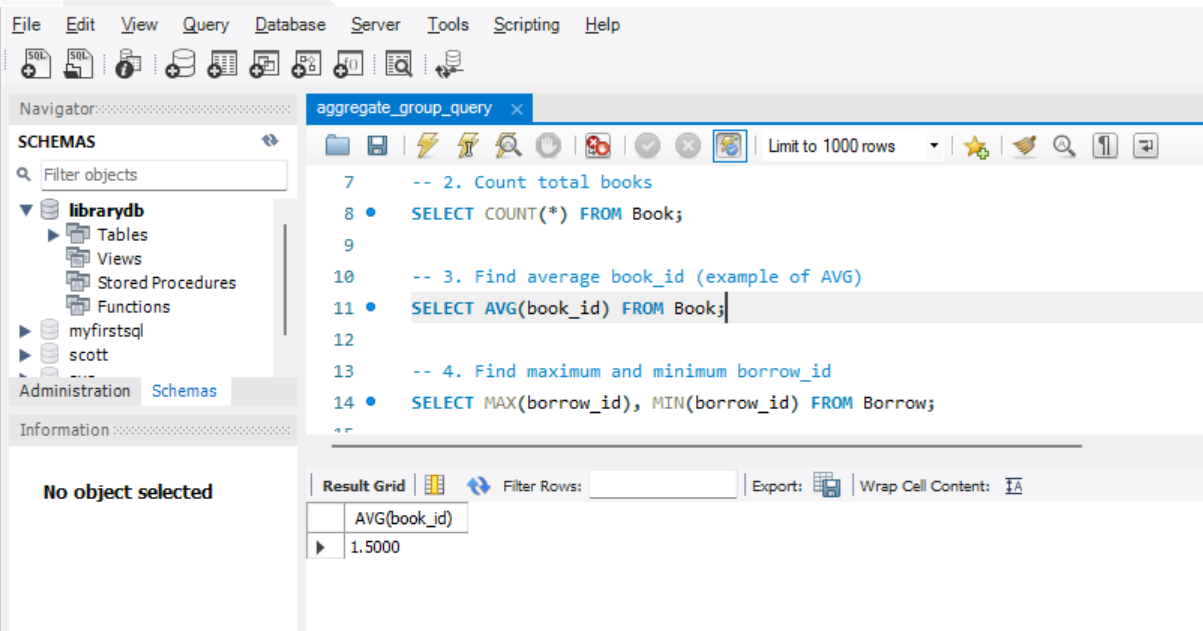 File Edit View Query Database Server Tools Scripting Help
Navigator
SCHEMAS
Filter objects
librarydb
Tables
Views
Stored Procedures
Functions
myfirstsql
scott
Administration Schemas
Information
No object selected
aggregate_group_query
Limit to 1000 rows
7 -- 2. Count total books
8 SELECT COUNT(*) FROM Book;
9
10 -- 3. Find average book_id (example of AVG)
11 SELECT AVG(book_id) FROM Book;
12
13 -- 4. Find maximum and minimum borrow_id
14 SELECT MAX(borrow_id), MIN(borrow_id) FROM Borrow;
Result Grid Filter Rows: Export: Wrap Cell Content: IA
AVG(book_id)
1.5000